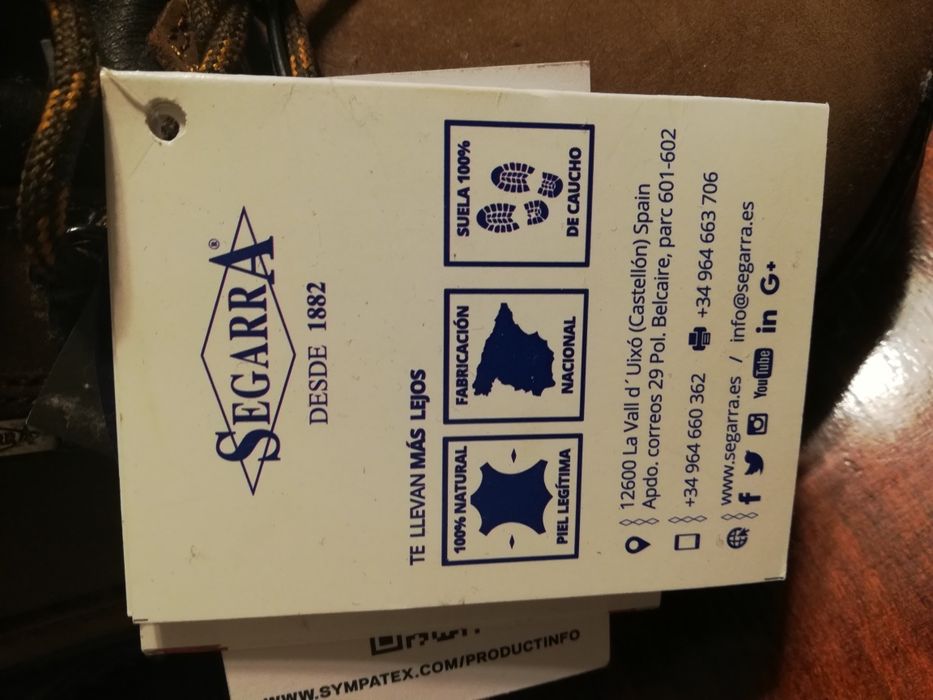 SEGARRA®
DESDE 1882
TE LLEVAN MÁS LEJOS
100% NATURAL
PIEL LEGÍTIMA
FABRICACIÓN
NACIONAL
SUELA 100%
DE CAUCHO
12600 La Vall d´Uixó (Castellón) Spain
Apdo. correos 29 Pol. Belcaire, parc 601-602
+34 964 660 362 +34 964 663 706
www.segarra.es / info@segarra.es
f YouTube in G+
WWW.SYMPATEX.COM/PRODUCTINFO